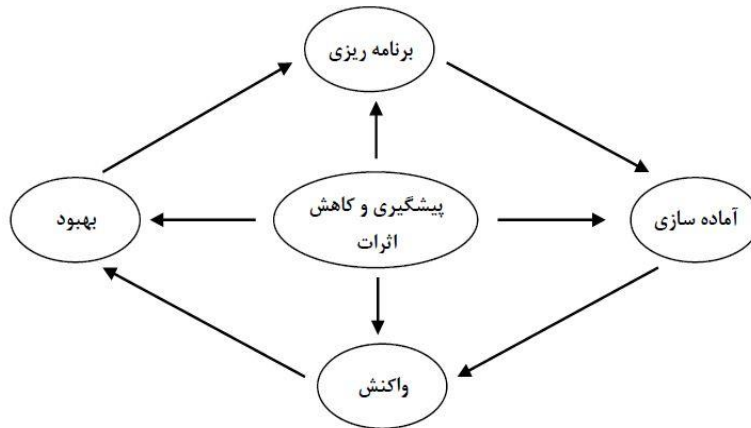 برنامه ریزی
پیشگیری و کاهش
اثرات
آماده سازی
بهبود
واکنش